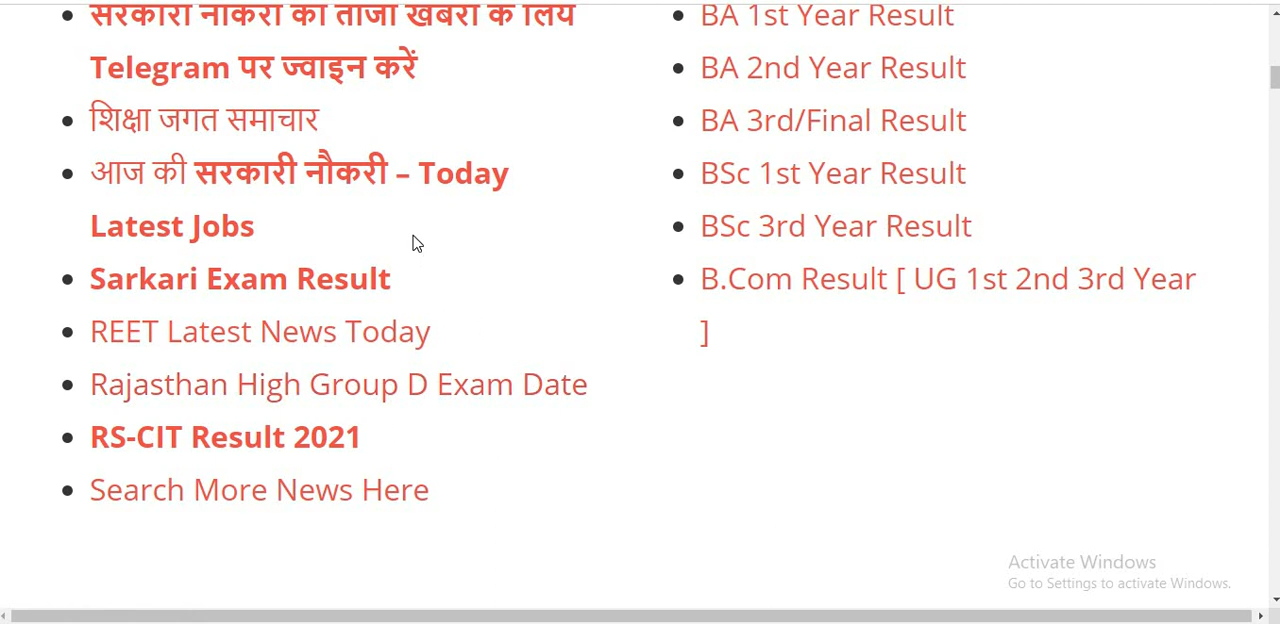 सरकारी नौकरी की ताजा खबरों के लिये
Telegram पर ज्वाइन करें
शिक्षा जगत समाचार
आज की सरकारी नौकरी – Today
Latest Jobs
Sarkari Exam Result
REET Latest News Today
Rajasthan High Group D Exam Date
RS-CIT Result 2021
Search More News Here
BA 1st Year Result
BA 2nd Year Result
BA 3rd/Final Result
BSc 1st Year Result
BSc 3rd Year Result
B.Com Result [ UG 1st 2nd 3rd Year
]
Activate Windows
Go to Settings to activate Windows.